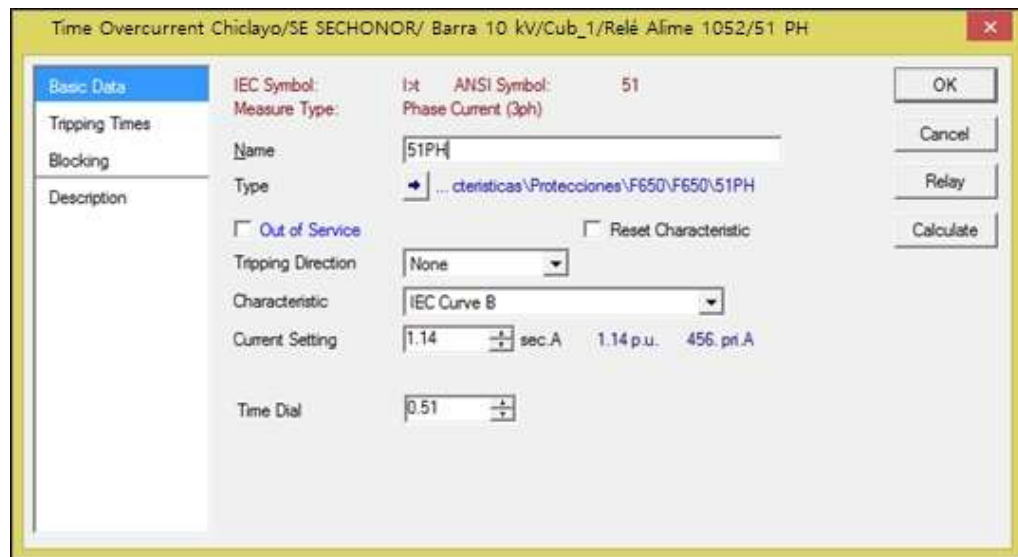 Time Overcurrent Chiclayo/SE SECHONOR/ Barra 10 kV/Cub_1/Relé Alime 1052/51 PH
Basic Data
Tripping Times
Blocking
Description
IEC Symbol: I>t ANSI Symbol: 51
Measure Type: Phase Current (3ph)
Name 51PH
Type ... cteristicas\Protecciones\F650\F650\51PH
Out of Service Reset Characteristic
Tripping Direction None
Characteristic IEC Curve B
Current Setting 1.14 sec.A 1.14 p.u. 456. pri.A
Time Dial 0.51
OK
Cancel
Relay
Calculate